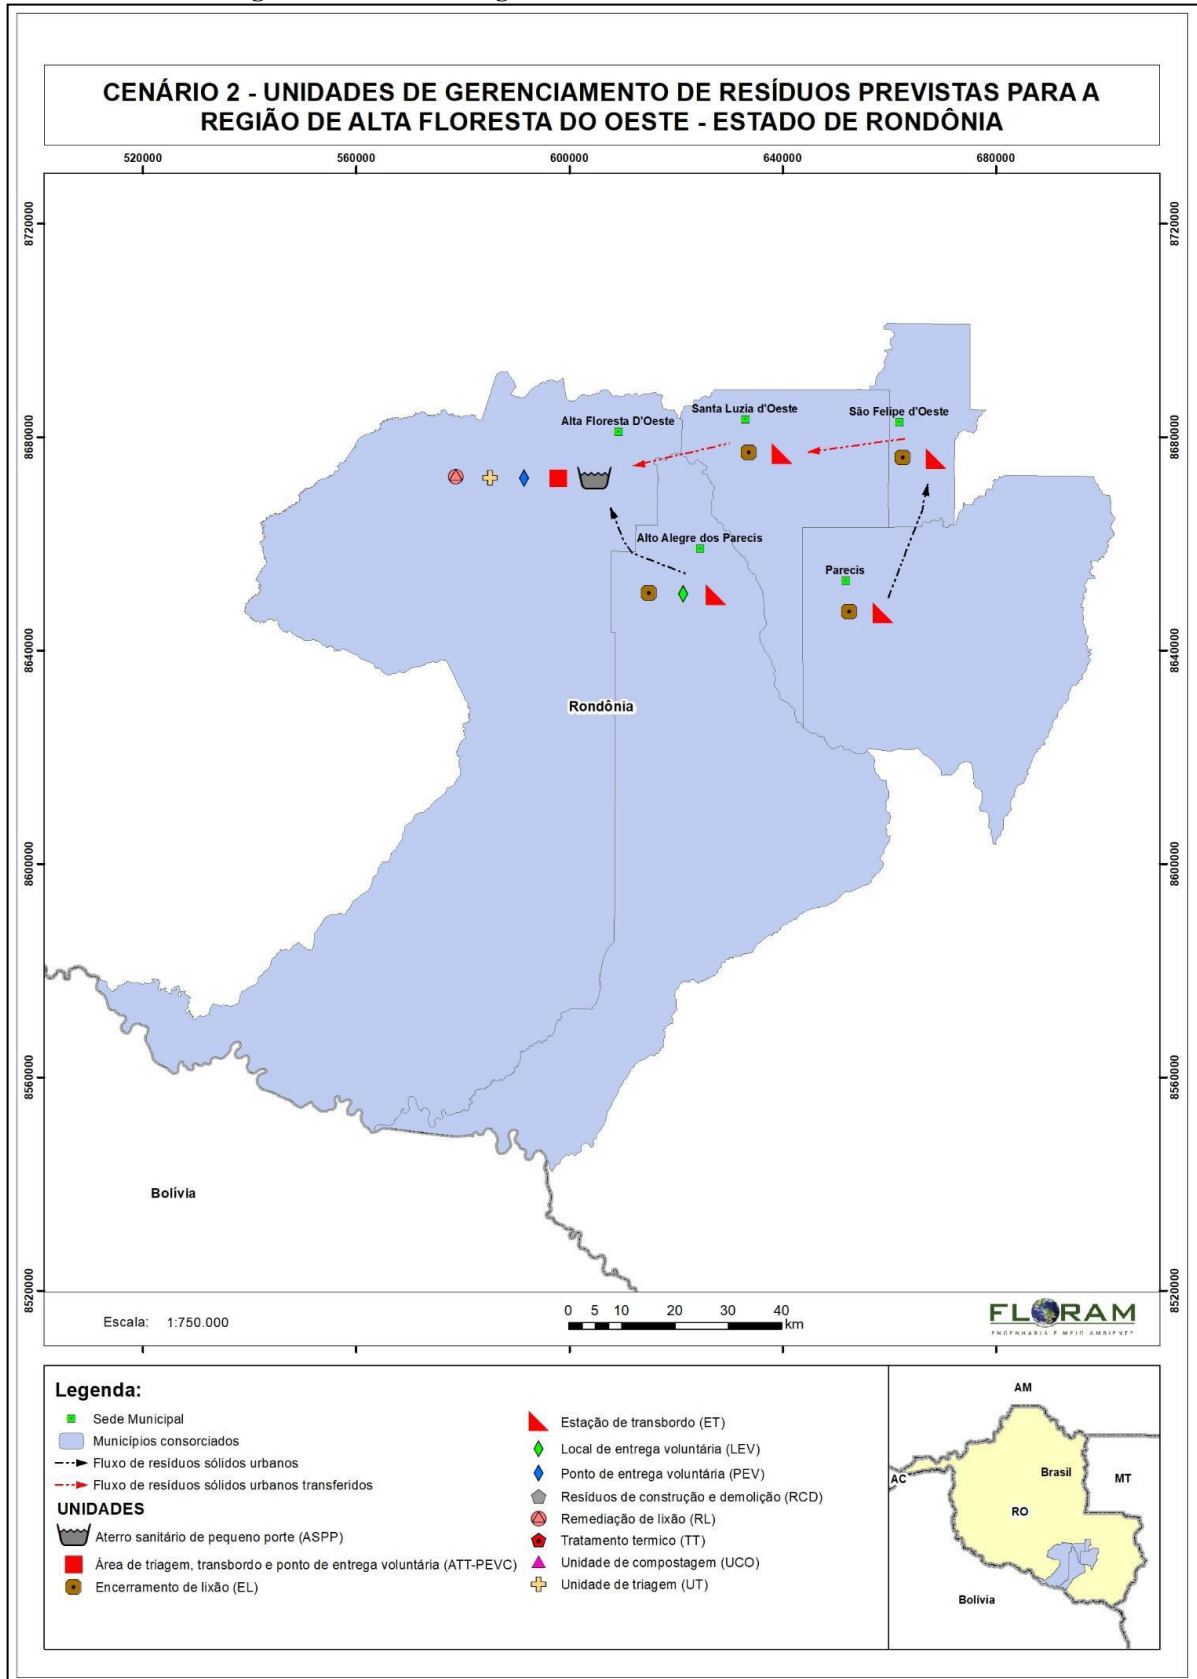 CENÁRIO 2 - UNIDADES DE GERENCIAMENTO DE RESÍDUOS PREVISTAS PARA A
REGIÃO DE ALTA FLORESTA DO OESTE - ESTADO DE RONDÔNIA
520000 560000 600000 640000 680000
8720000 8720000
8680000 8680000
8640000 8640000
8600000 8600000
8560000 8560000
8520000 8520000
Santa Luzia d'Oeste
São Felipe d'Oeste
Alta Floresta D'Oeste
Alto Alegre dos Parecis
Parecis
Rondônia
Bolívia
Escala: 1:750.000
0 5 10 20 30 40
km
FLORAM
ENGENHARIA E MEIO AMBIENTE
Legenda:
Sede Municipal
Municípios consorciados
Fluxo de resíduos sólidos urbanos
Fluxo de resíduos sólidos urbanos transferidos
UNIDADES
Aterro sanitário de pequeno porte (ASPP)
Área de triagem, transbordo e ponto de entrega voluntária (ATT-PEVC)
Encerramento de lixão (EL)
Estação de transbordo (ET)
Local de entrega voluntária (LEV)
Ponto de entrega voluntária (PEV)
Resíduos de construção e demolição (RCD)
Remediação de lixão (RL)
Tratamento termico (TT)
Unidade de compostagem (UCO)
Unidade de triagem (UT)
AM
AC
Brasil
MT
RO
Bolívia